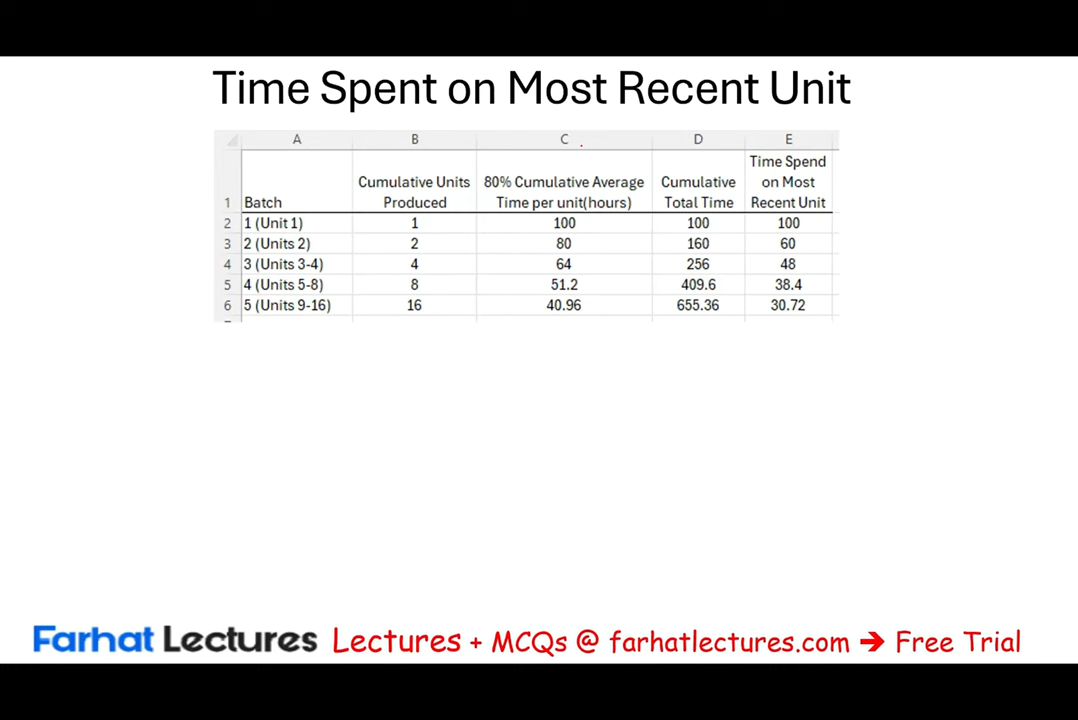 Time Spent on Most Recent Unit
A B C D E
Time Spend
Cumulative Units 80% Cumulative Average Cumulative on Most
1 Batch Produced Time per unit(hours) Total Time Recent Unit
2 1 (Unit 1) 1 100 100 100
3 2 (Units 2) 2 80 160 60
4 3 (Units 3-4) 4 64 256 48
5 4 (Units 5-8) 8 51.2 409.6 38.4
6 5 (Units 9-16) 16 40.96 655.36 30.72
Farhat Lectures Lectures + MCQs @ farhatlectures.com ➔ Free Trial